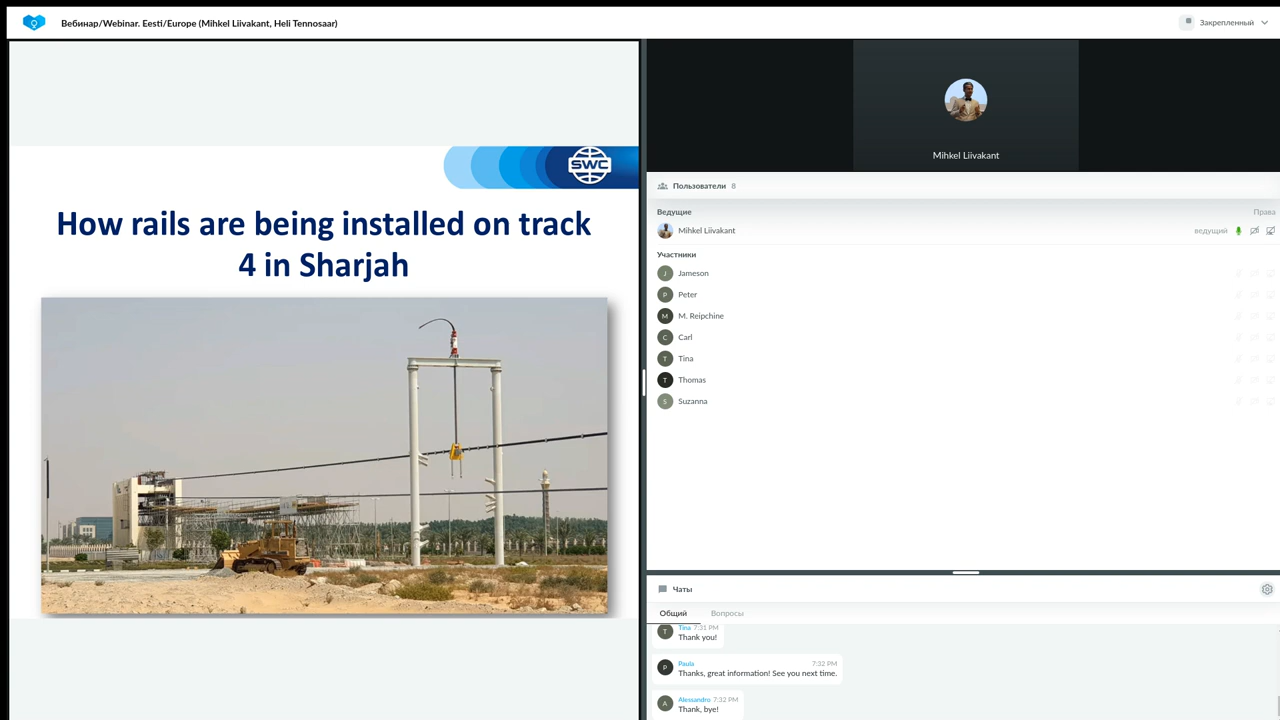 Вебинар/Webinar. Eesti/Europe (Mihkel Liivakant, Heli Tennosaar)
Закрепленный
SWC
How rails are being installed on track
4 in Sharjah
Mihkel Liivakant
Пользователи 8
Ведущие Права
Mihkel Liivakant ведущий
Участники
J Jameson
P Peter
M M. Reipchine
C Carl
T Tina
T Thomas
S Suzanna
Чаты
Общий Вопросы
T Tina 7:31 PM
Thank you!
P Paula 7:32 PM
Thanks, great information! See you next time.
A Alessandro 7:32 PM
Thank, bye!